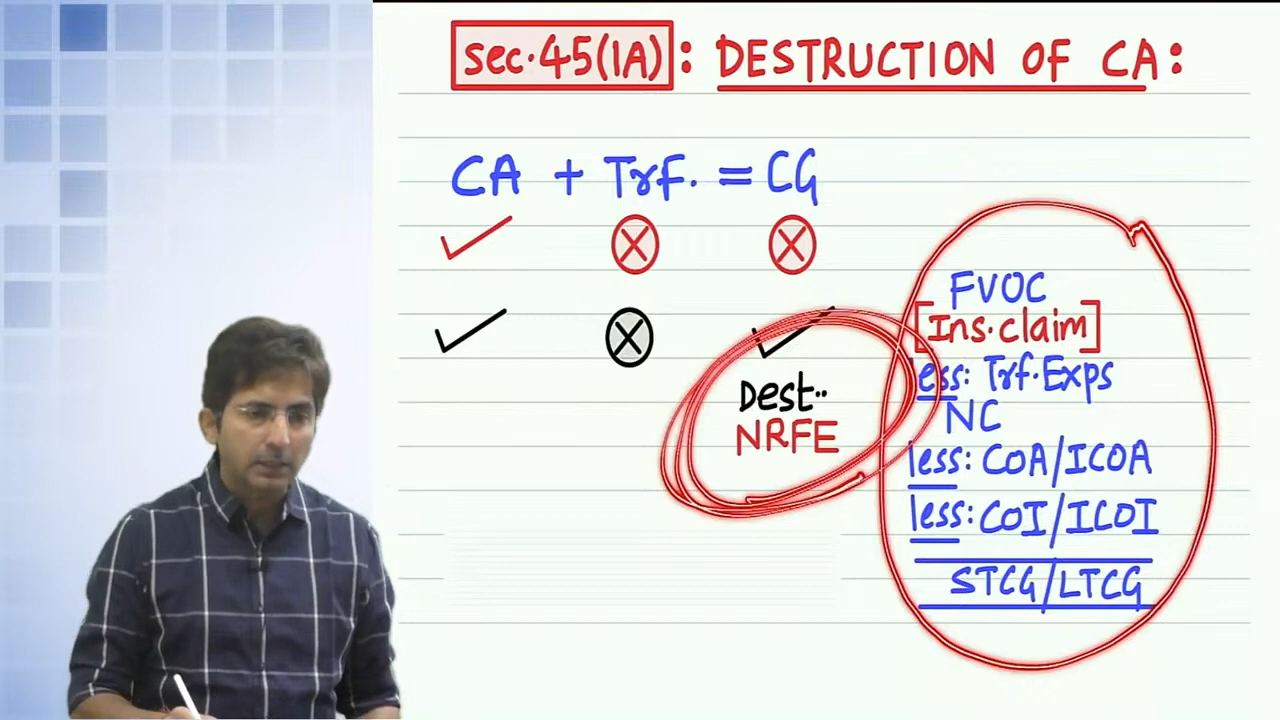 sec.45(1A): DESTRUCTION OF CA:
CA + Trf. = CG
FVOC
[Ins.claim]
less: Trf.Exps
NC
less: COA/ICOA
less: COI/ICOI
STCG/LTCG
Dest..
NRFE